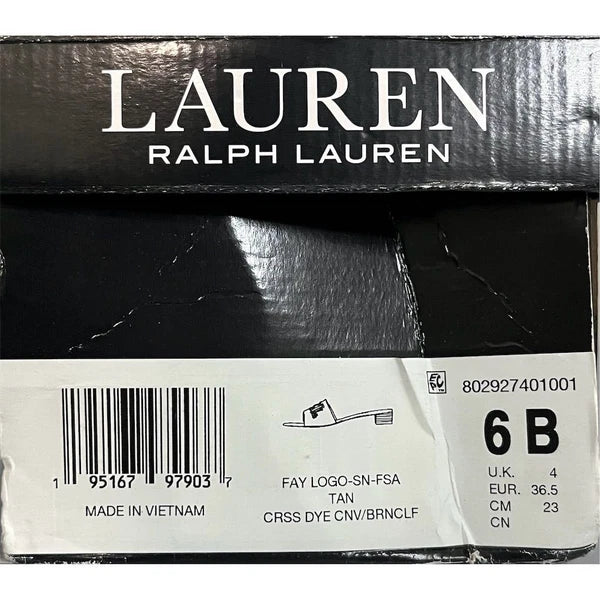 LAUREN
RALPH LAUREN
802927401001
6 B
U.K. 4
EUR. 36.5
CM 23
CN
1 95167 97903 7
MADE IN VIETNAM
FAY LOGO-SN-FSA
TAN
CRSS DYE CNV/BRNCLF